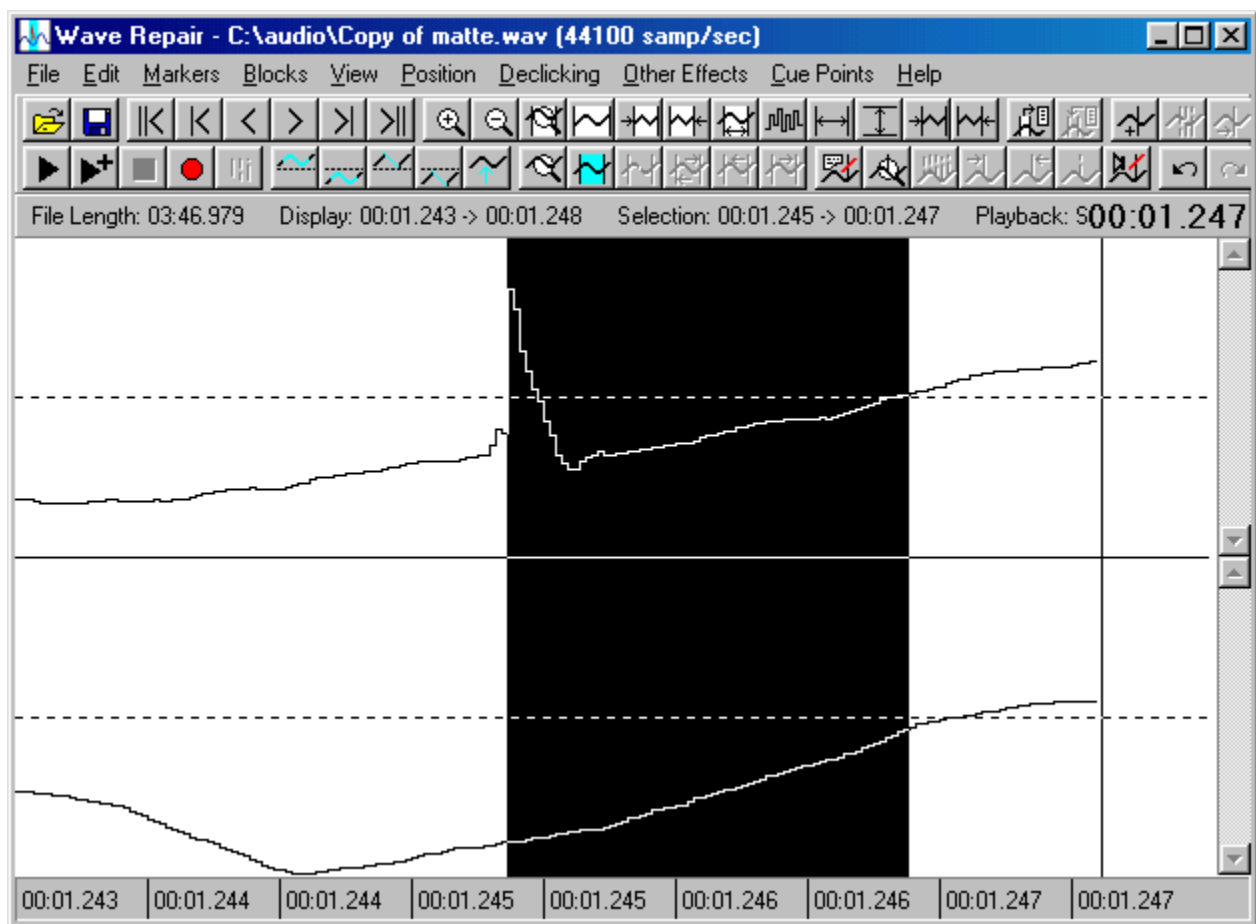 Wave Repair - C:\audio\Copy of matte.wav (44100 samp/sec)
File Edit Markers Blocks View Position Declicking Other Effects Cue Points Help
File Length: 03:46.979 Display: 00:01.243 -> 00:01.248 Selection: 00:01.245 -> 00:01.247 Playback: S00:01.247
00:01.243 00:01.244 00:01.244 00:01.245 00:01.245 00:01.246 00:01.246 00:01.247 00:01.247